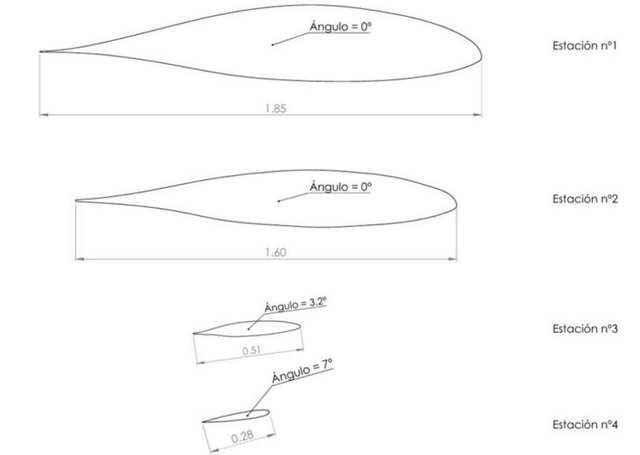 Ángulo = 0º
Estación nº1
1.85
Ángulo = 0º
Estación nº2
1.60
Ángulo = 3.2º
Estación nº3
0.51
Ángulo = 7º
Estación nº4
0.28